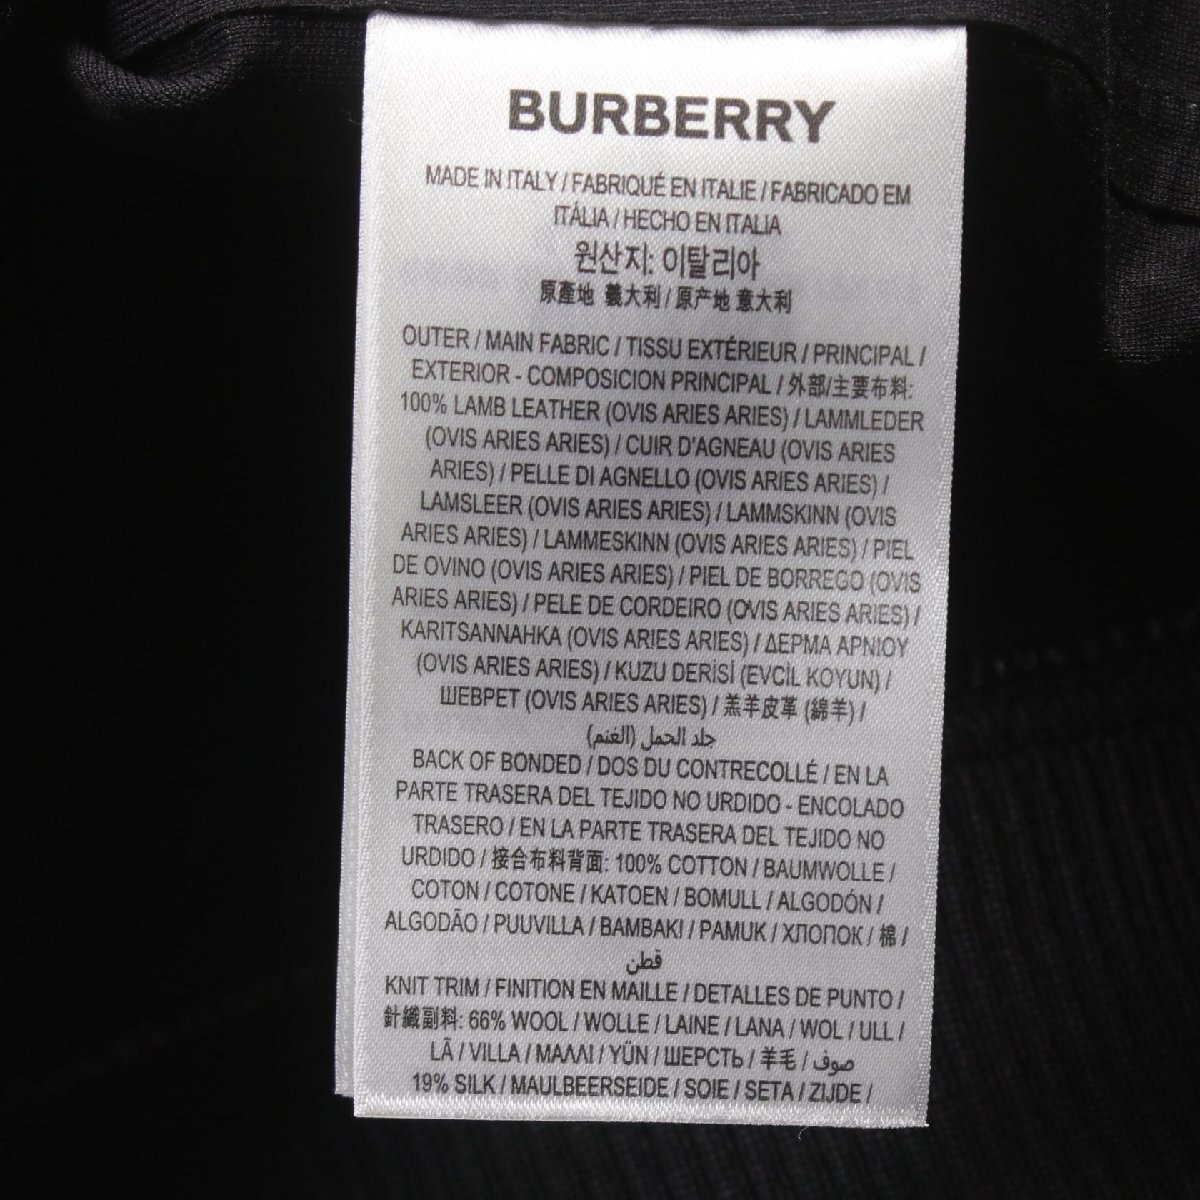 BURBERRY
MADE IN ITALY / FABRIQUÉ EN ITALIE / FABRICADO EM
ITÁLIA / HECHO EN ITALIA
원산지: 이탈리아
原產地 義大利 / 原产地 意大利
OUTER / MAIN FABRIC / TISSU EXTÉRIEUR / PRINCIPAL /
EXTERIOR - COMPOSICION PRINCIPAL / 外部/主要布料:
100% LAMB LEATHER (OVIS ARIES ARIES) / LAMMLEDER
(OVIS ARIES ARIES) / CUIR D'AGNEAU (OVIS ARIES
ARIES) / PELLE DI AGNELLO (OVIS ARIES ARIES) /
LAMSLEER (OVIS ARIES ARIES) / LAMMSKINN (OVIS
ARIES ARIES) / LAMMESKINN (OVIS ARIES ARIES) / PIEL
DE OVINO (OVIS ARIES ARIES) / PIEL DE BORREGO (OVIS
ARIES ARIES) / PELE DE CORDEIRO (OVIS ARIES ARIES) /
KARITSANNAHKA (OVIS ARIES ARIES) / ΔΕΡΜΑ ΑΡΝΙΟΥ
(OVIS ARIES ARIES) / KUZU DERİSİ (EVCİL KOYUN) /
ШЕВРЕТ (OVIS ARIES ARIES) / 羔羊皮革 (綿羊) /
جلد الحمل (الغنم)
BACK OF BONDED / DOS DU CONTRECOLLÉ / EN LA
PARTE TRASERA DEL TEJIDO NO URDIDO - ENCOLADO
TRASERO / EN LA PARTE TRASERA DEL TEJIDO NO
URDIDO / 接合布料背面: 100% COTTON / BAUMWOLLE /
COTON / COTONE / KATOEN / BOMULL / ALGODÓN /
ALGODÃO / PUUVILLA / ΒΑΜΒΑΚΙ / PAMUK / ХЛОПОК / 棉 /
قطن
KNIT TRIM / FINITION EN MAILLE / DETALLES DE PUNTO /
針織副料: 66% WOOL / WOLLE / LAINE / LANA / WOL / ULL /
LÃ / VILLA / ΜΑΛΛΙ / YÜN / ШЕРСТЬ / 羊毛 / صوف /
19% SILK / MAULBEERSEIDE / SOIE / SETA / ZIJDE /